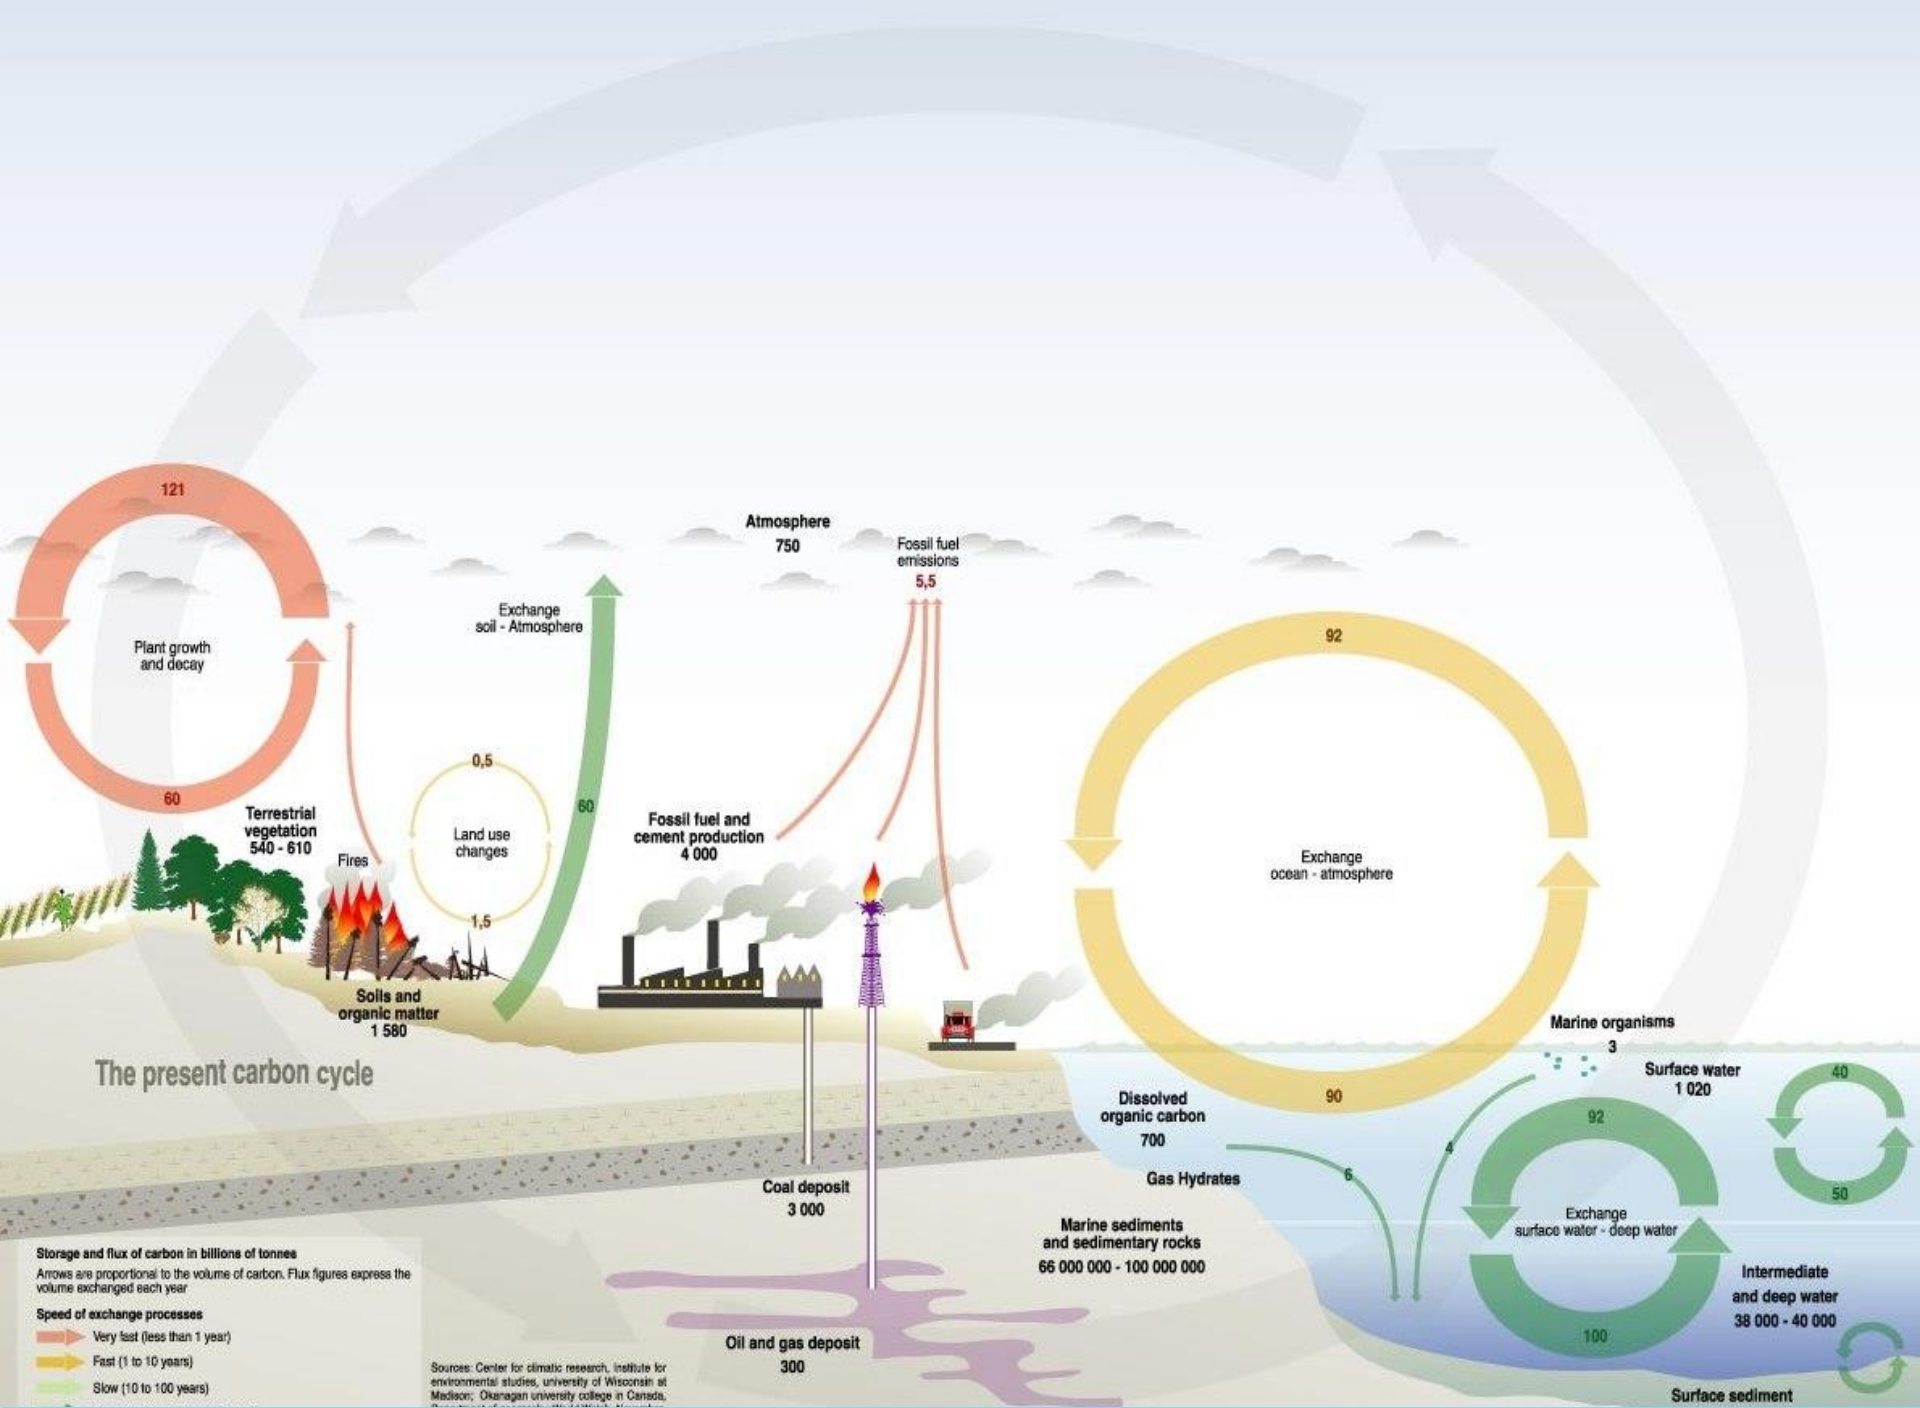 121
Atmosphere
750
Fossil fuel
emissions
5,5
Exchange
soil - Atmosphere
92
Plant growth
and decay
0,5
60
60
Terrestrial
vegetation
540 - 610
Fires
Land use
changes
Fossil fuel and
cement production
4 000
Exchange
ocean - atmosphere
1,5
Soils and
organic matter
1 580
Marine organisms
3
The present carbon cycle
Surface water
1 020
40
90
Dissolved
organic carbon
700
92
4
6
Gas Hydrates
50
Coal deposit
3 000
Exchange
surface water - deep water
Marine sediments
and sedimentary rocks
66 000 000 - 100 000 000
Intermediate
and deep water
38 000 - 40 000
100
Oil and gas deposit
300
Surface sediment
Storage and flux of carbon in billions of tonnes
Arrows are proportional to the volume of carbon. Flux figures express the
volume exchanged each year
Speed of exchange processes
Very fast (less than 1 year)
Fast (1 to 10 years)
Slow (10 to 100 years)
Sources: Center for climatic research, Institute for
environmental studies, university of Wisconsin at
Madison; Okanagan university college in Canada,